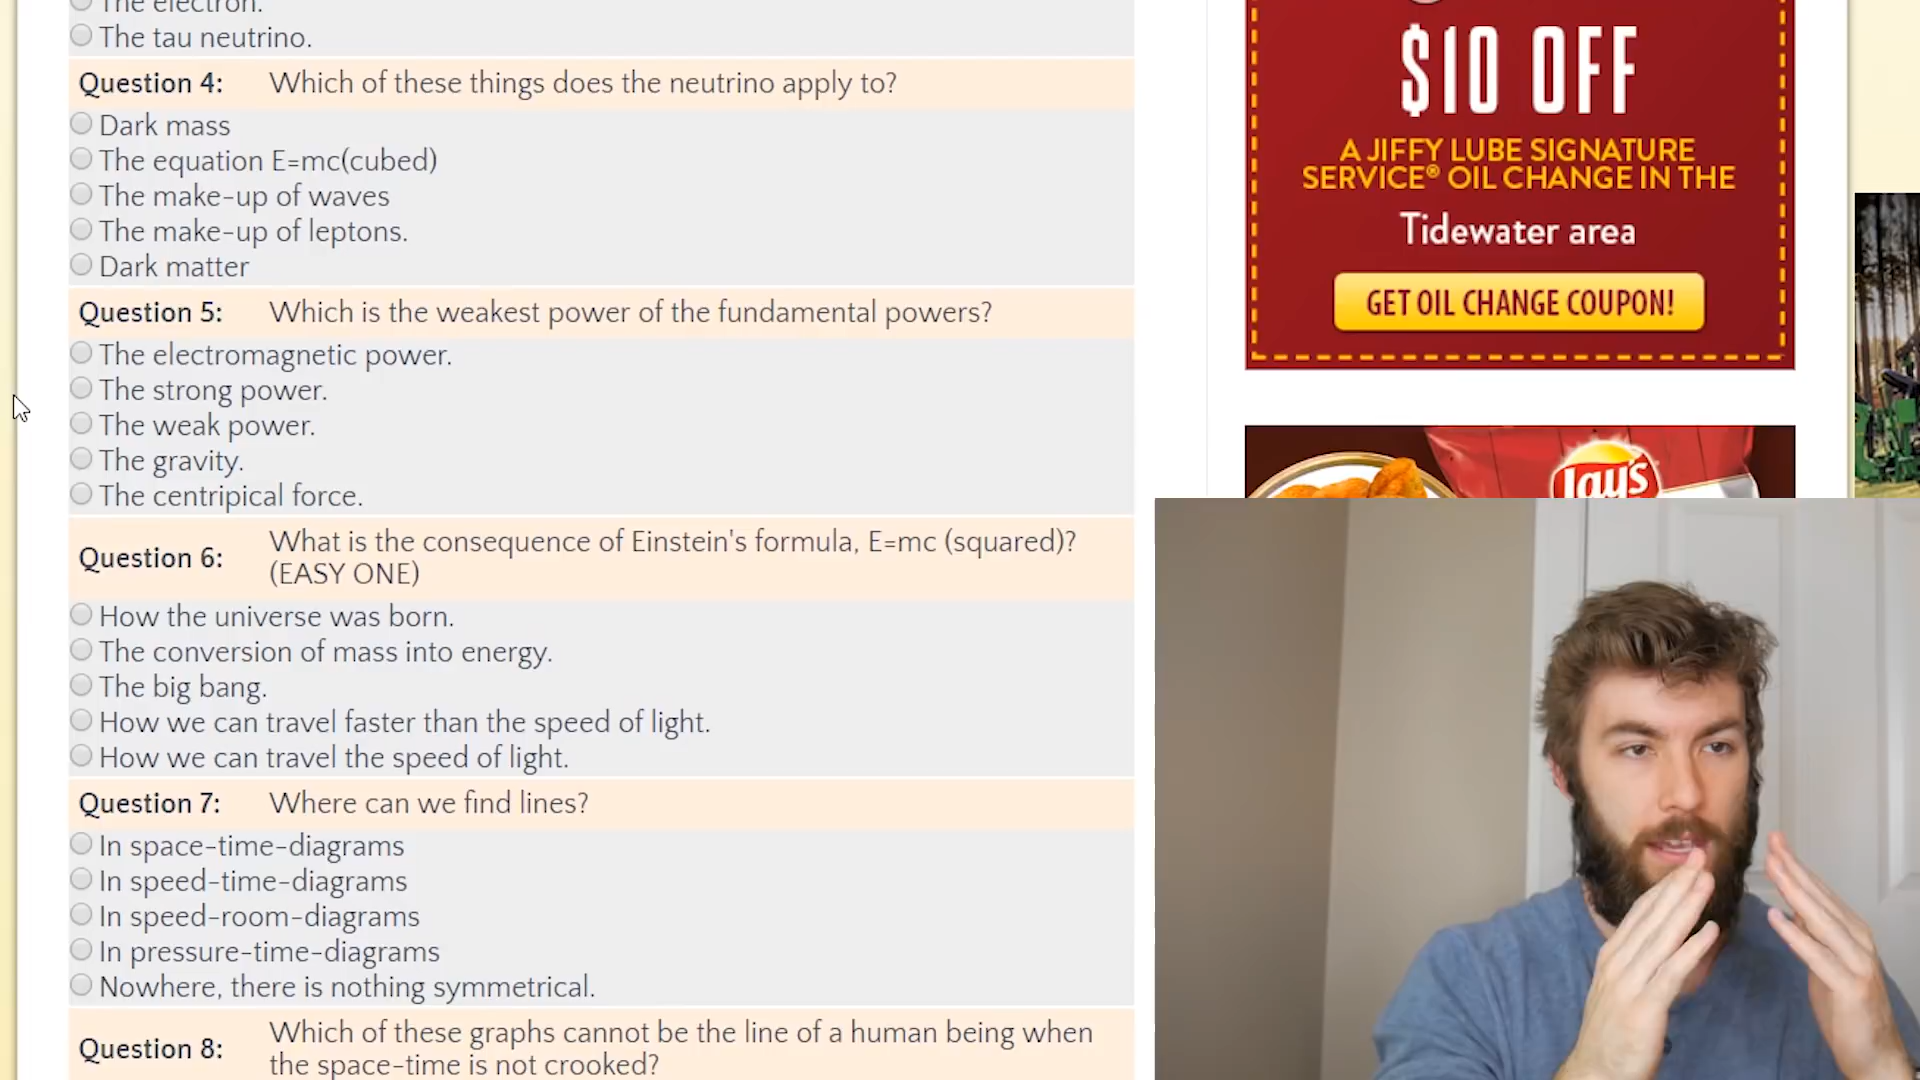 The electron.
The tau neutrino.
Question 4: Which of these things does the neutrino apply to?
Dark mass
The equation E=mc(cubed)
The make-up of waves
The make-up of leptons.
Dark matter
Question 5: Which is the weakest power of the fundamental powers?
The electromagnetic power.
The strong power.
The weak power.
The gravity.
The centripical force.
Question 6: What is the consequence of Einstein's formula, E=mc (squared)?
(EASY ONE)
How the universe was born.
The conversion of mass into energy.
The big bang.
How we can travel faster than the speed of light.
How we can travel the speed of light.
Question 7: Where can we find lines?
In space-time-diagrams
In speed-time-diagrams
In speed-room-diagrams
In pressure-time-diagrams
Nowhere, there is nothing symmetrical.
Question 8: Which of these graphs cannot be the line of a human being when
the space-time is not crooked?
$10 OFF
A JIFFY LUBE SIGNATURE
SERVICE® OIL CHANGE IN THE
Tidewater area
GET OIL CHANGE COUPON!
Lay's